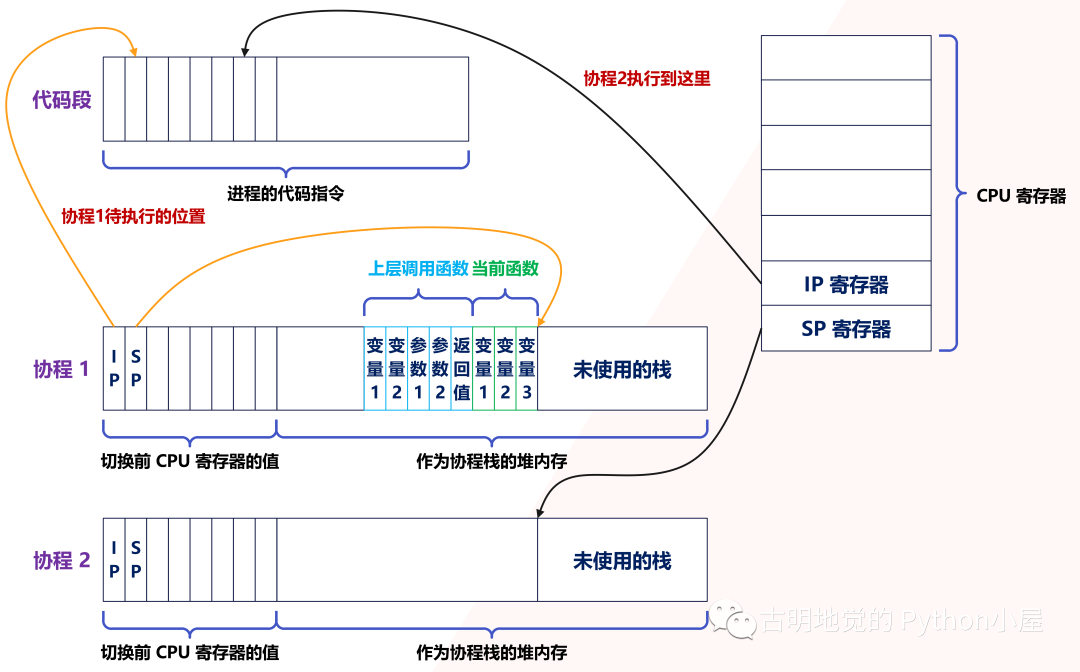 协程2执行到这里
代码段
进程的代码指令
CPU 寄存器
协程1待执行的位置
上层调用函数
当前函数
IP 寄存器
SP 寄存器
协程 1
IP
SP
变量1
变量2
参数1
参数2
返回值
变量1
变量2
变量3
未使用的栈
切换前 CPU 寄存器的值
作为协程栈的堆内存
协程 2
IP
SP
未使用的栈
古明地觉的 Python小屋
切换前 CPU 寄存器的值
作为协程栈的堆内存